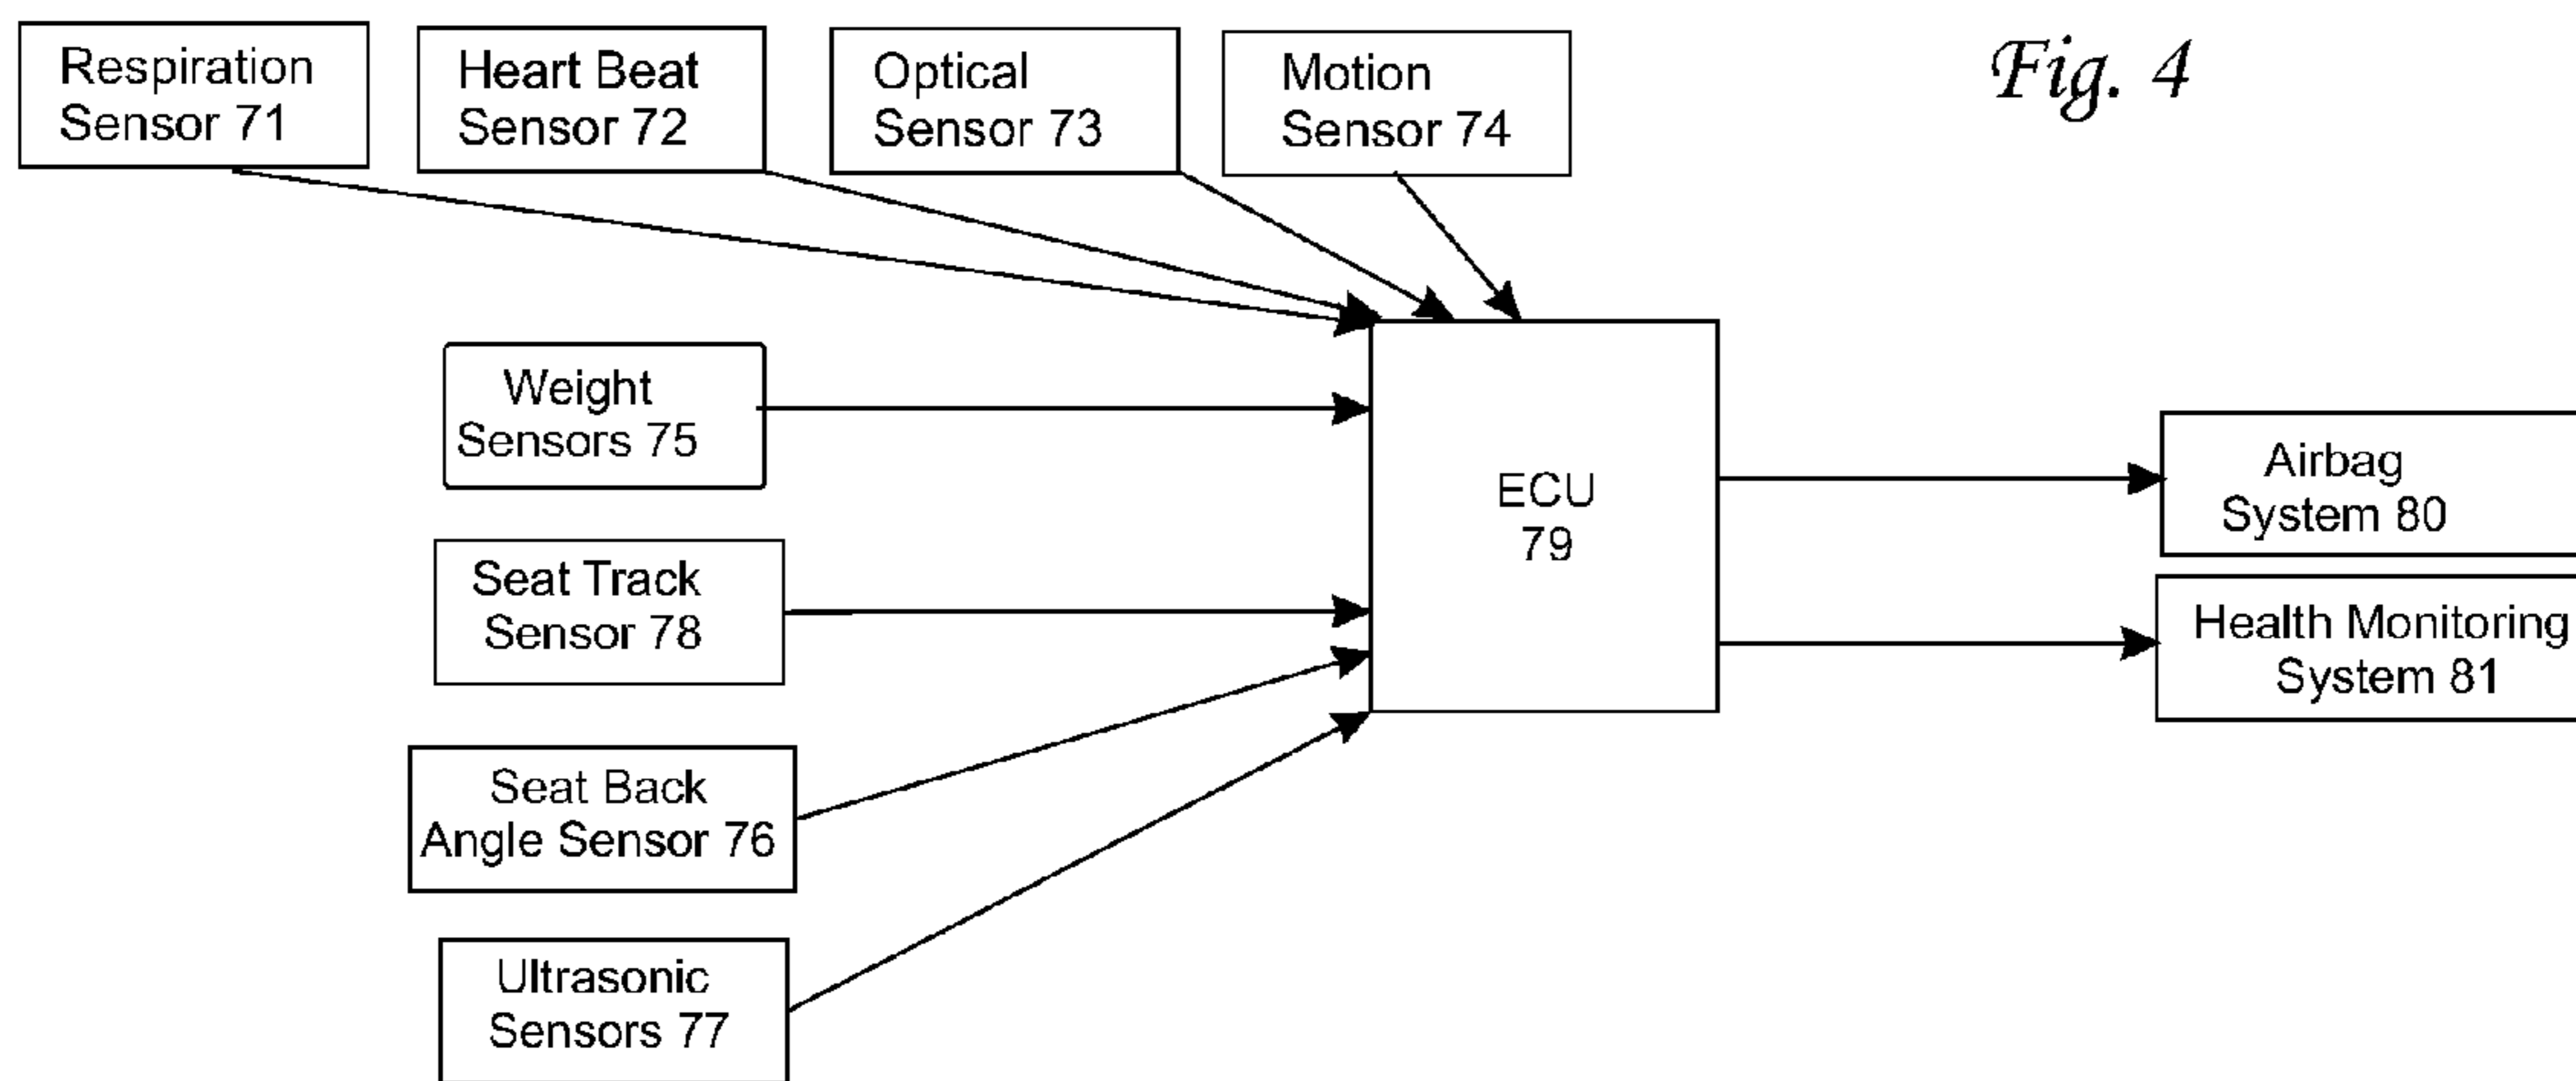 Respiration
Sensor 71
Heart Beat
Sensor 72
Optical
Sensor 73
Motion
Sensor 74
Fig. 4
Weight
Sensors 75
ECU
79
Airbag
System 80
Seat Track
Sensor 78
Health Monitoring
System 81
Seat Back
Angle Sensor 76
Ultrasonic
Sensors 77